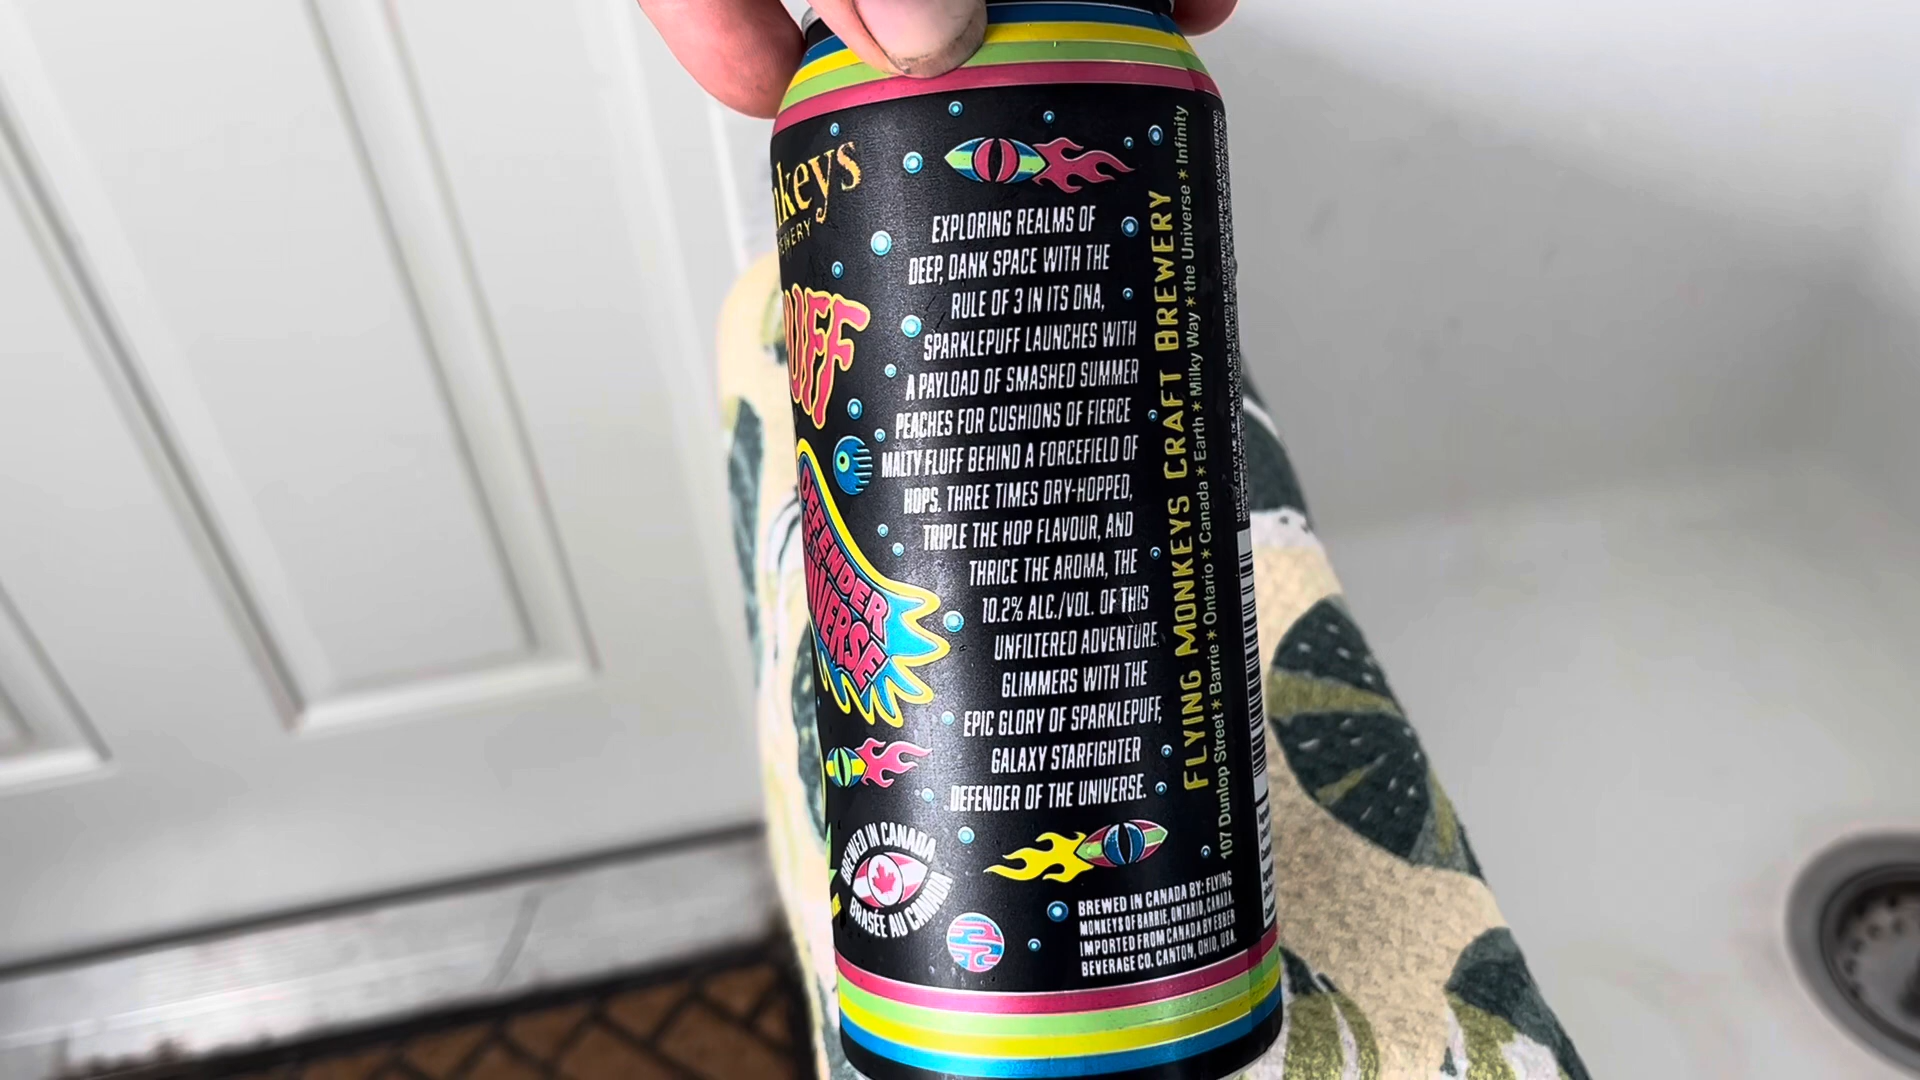 nkeys
EWERY
UFF
DEFENDER
EXPLORING REALMS OF
DEEP, DANK SPACE WITH THE
RULE OF 3 IN ITS DNA,
SPARKLEPUFF LAUNCHES WITH
A PAYLOAD OF SMASHED SUMMER
PEACHES FOR CUSHIONS OF FIERCE
MALTY FLUFF BEHIND A FORCEFIELD OF
HOPS. THREE TIMES DRY-HOPPED,
TRIPLE THE HOP FLAVOUR, AND
THRICE THE AROMA, THE
10.2% ALC./VOL. OF THIS
UNFILTERED ADVENTURE
GLIMMERS WITH THE
EPIC GLORY OF SPARKLEPUFF,
GALAXY STARFIGHTER
DEFENDER OF THE UNIVERSE.
BREWED IN CANADA
BRASÉE AU CANADA
BREWED IN CANADA BY: FLYING
MONKEYS OF BARRIE, ONTARIO, CANADA.
IMPORTED FROM CANADA BY ESBER
BEVERAGE CO. CANTON, OHIO, USA.
FLYING MONKEYS CRAFT BREWERY
107 Dunlop Street * Barrie * Ontario * Canada * Earth * Milky Way * the Universe * Infinity